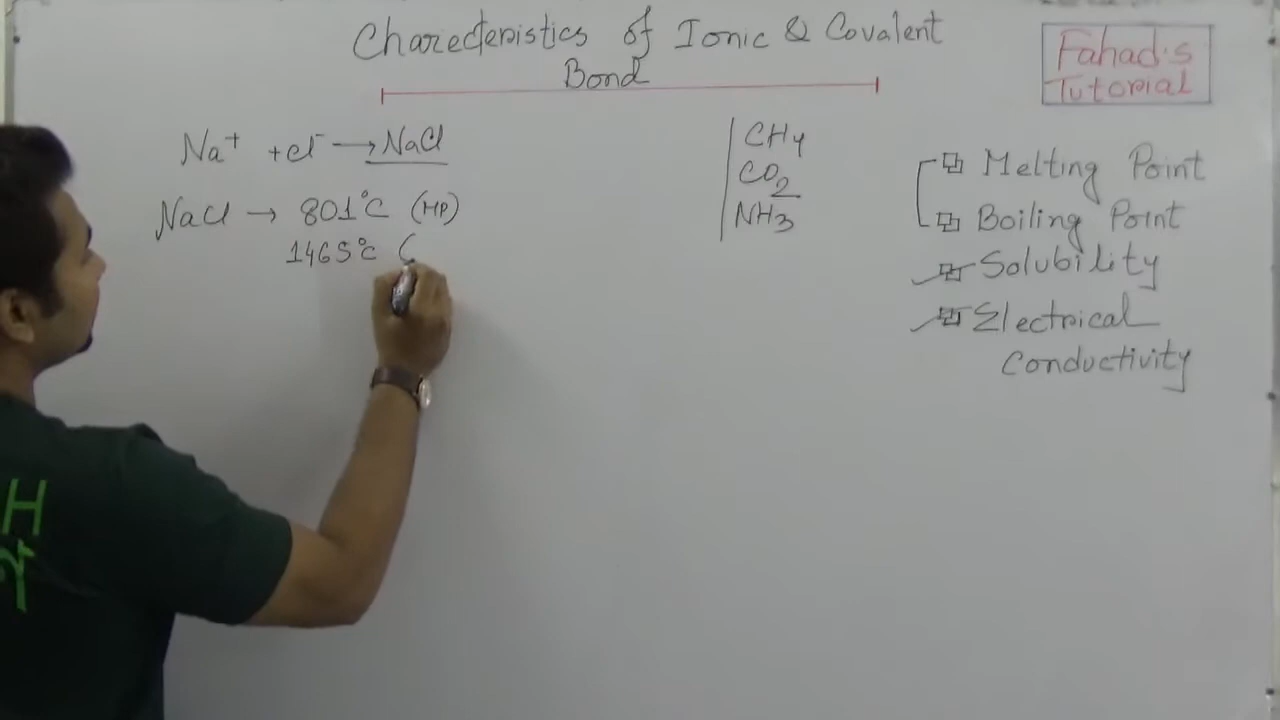 Charecteristics of Ionic & Covalent
Bond
Fahad's
Tutorial
Na⁺ + Cl⁻ → NaCl
NaCl → 801°C (MP)
1465°C (
CH4
CO2
NH3
Melting Point
Boiling Point
Solubility
Electrical
Conductivity
H